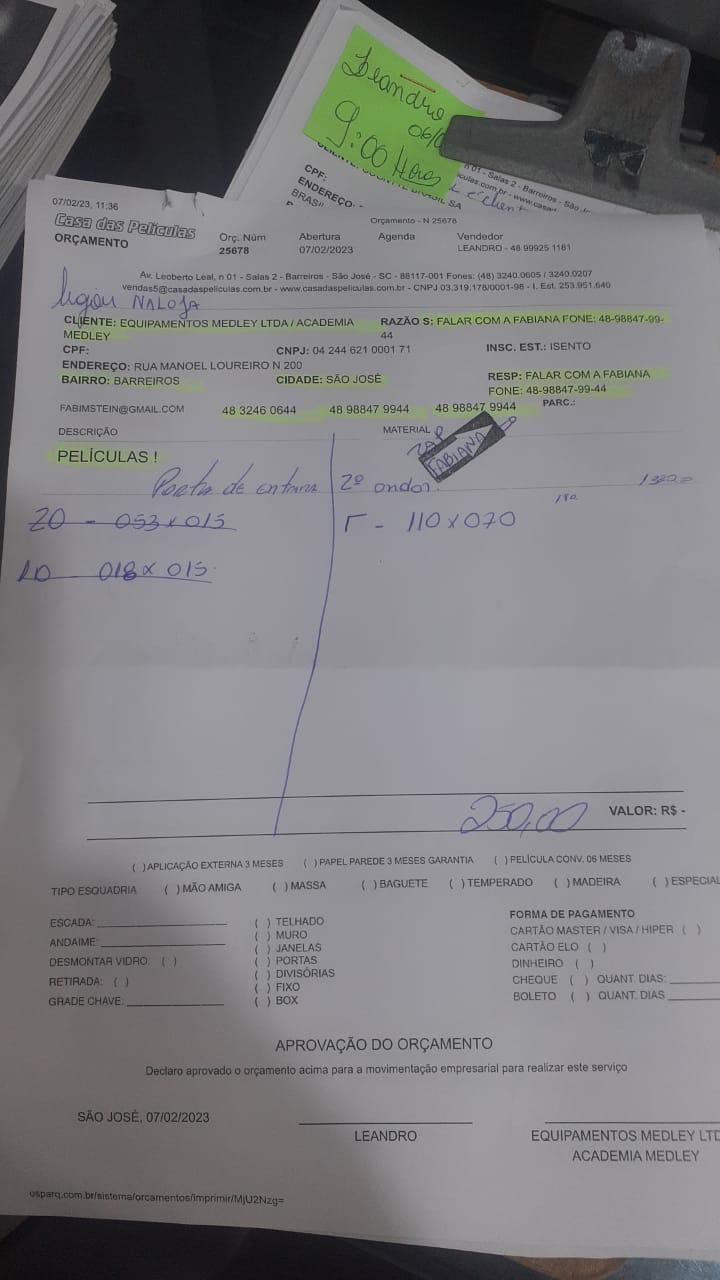 Leandro
06/0
9:00 Horas
CPF:
ENDEREÇO:
BRASIL
07/02/23, 11:36
Orçamento - N 25678
Casa das Películas
ORÇAMENTO
Orç. Núm
Abertura
Agenda
Vendedor
25678
07/02/2023
LEANDRO - 48 99925 1181
Av. Leoberto Leal, n 01 - Salas 2 - Barreiros - São José - SC - 88117-001 Fones: (48) 3240.0605 / 3240.0207
vendas5@casadaspeliculas.com.br - www.casadaspeliculas.com.br - CNPJ 03.319.178/0001-98 - I. Est. 253.951.640
ligou NA LOJA
CLIENTE: EQUIPAMENTOS MEDLEY LTDA / ACADEMIA MEDLEY
RAZÃO S: FALAR COM A FABIANA FONE: 48-98847-99-44
CPF:
CNPJ: 04 244 621 0001 71
INSC. EST.: ISENTO
ENDEREÇO: RUA MANOEL LOUREIRO N 200
BAIRRO: BARREIROS
CIDADE: SÃO JOSÉ
RESP: FALAR COM A FABIANA
FONE: 48-98847-99-44
FABIMSTEIN@GMAIL.COM
48 3246 0644
48 98847 9944
48 98847 9944
PARC.:
DESCRIÇÃO
MATERIAL
ZAP
FABIANA
PELÍCULAS !
Porta de entrana
2º andar
20 - 053 x 015
110 x 070
10 018 x 015
250,00
VALOR: R$ -
( )APLICAÇÃO EXTERNA 3 MESES ( )PAPEL PAREDE 3 MESES GARANTIA ( )PELÍCULA CONV. 06 MESES
TIPO ESQUADRIA ( )MÃO AMIGA ( )MASSA ( )BAGUETE ( )TEMPERADO ( )MADEIRA ( )ESPECIAL
ESCADA:
ANDAIME:
DESMONTAR VIDRO: ( )
RETIRADA: ( )
GRADE CHAVE:
( ) TELHADO
( ) MURO
( ) JANELAS
( ) PORTAS
( ) DIVISÓRIAS
( ) FIXO
( ) BOX
FORMA DE PAGAMENTO
CARTÃO MASTER / VISA / HIPER ( )
CARTÃO ELO ( )
DINHEIRO ( )
CHEQUE ( ) QUANT. DIAS:
BOLETO ( ) QUANT. DIAS
APROVAÇÃO DO ORÇAMENTO
Declaro aprovado o orçamento acima para a movimentação empresarial para realizar este serviço
SÃO JOSÉ, 07/02/2023
LEANDRO
EQUIPAMENTOS MEDLEY LTD
ACADEMIA MEDLEY
osparq.com.br/sistema/orcamentos/imprimir/MjU2Nzg=